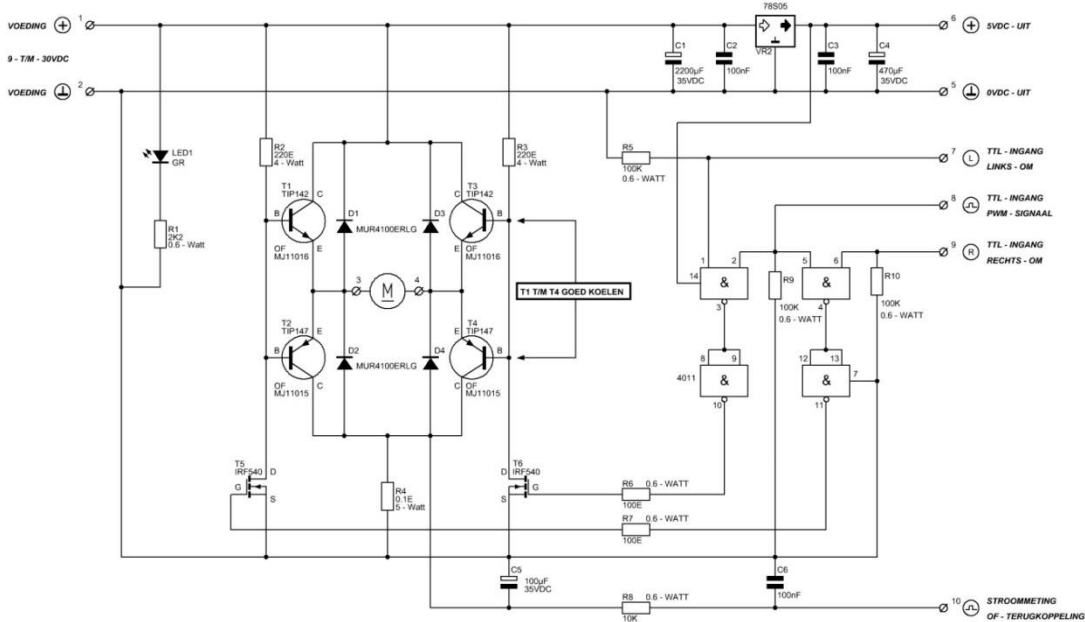 VOEDING 1
78S05
6 5VDC - UIT
VR2
C1
2200µF
35VDC
C2
100nF
C3
100nF
C4
470µF
35VDC
9 - T/M - 30VDC
VOEDING 2
5 0VDC - UIT
LED1
GR
R1
2K2
0.6 - Watt
R2
220E
4 - Watt
R3
220E
4 - Watt
R5
100K
0.6 - WATT
7 L TTL - INGANG
LINKS - OM
8 TTL - INGANG
PWM - SIGNAAL
9 R TTL - INGANG
RECHTS - OM
T1
TIP142
C
B
E
OF
MJ11016
D1
MUR4100ERLG
D3
T3
TIP142
C
B
E
OF
MJ11016
3 M 4
T1 T/M T4 GOED KOELEN
T2
TIP147
E
B
C
OF
MJ11015
D2
MUR4100ERLG
D4
T4
TIP147
E
B
C
OF
MJ11015
1 2
14 &
3
R9
100K
0.6 - WATT
5 6
&
4
R10
100K
0.6 - WATT
8 9
4011 &
10
12 13
& 7
11
T5
IRF540
D
G
S
R4
0.1E
5 - Watt
T6
IRF540
D
G
S
R6 0.6 - WATT
100E
R7 0.6 - WATT
100E
C5
100µF
35VDC
C6
100nF
R8 0.6 - WATT
10K
10 STROOMMETING
OF - TERUGKOPPELING